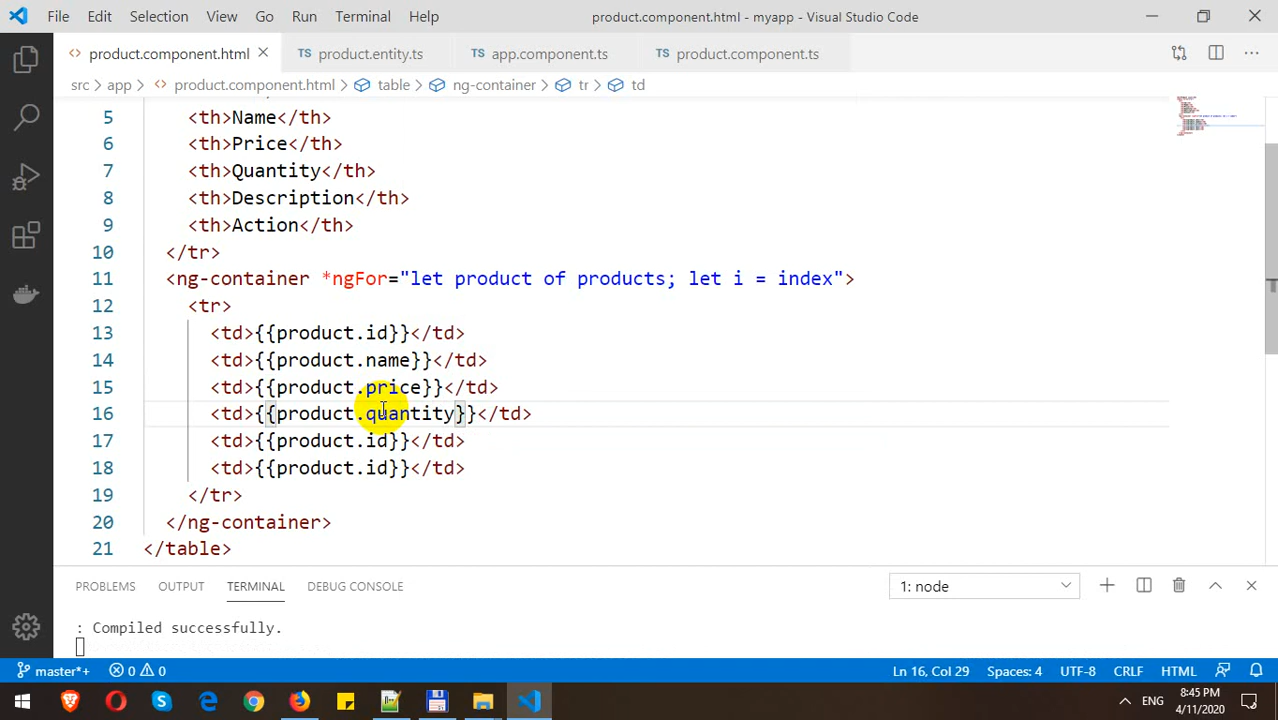 File Edit Selection View Go Run Terminal Help product.component.html - myapp - Visual Studio Code
<> product.component.html TS product.entity.ts TS app.component.ts TS product.component.ts
src > app > <> product.component.html > table > ng-container > tr > td
5 <th>Name</th>
6 <th>Price</th>
7 <th>Quantity</th>
8 <th>Description</th>
9 <th>Action</th>
10 </tr>
11 <ng-container *ngFor="let product of products; let i = index">
12 <tr>
13 <td>{{product.id}}</td>
14 <td>{{product.name}}</td>
15 <td>{{product.price}}</td>
16 <td>{{product.quantity}}</td>
17 <td>{{product.id}}</td>
18 <td>{{product.id}}</td>
19 </tr>
20 </ng-container>
21 </table>
PROBLEMS OUTPUT TERMINAL DEBUG CONSOLE 1: node
: Compiled successfully.
master*+ 0 0 Ln 16, Col 29 Spaces: 4 UTF-8 CRLF HTML
ENG 8:45 PM
4/11/2020